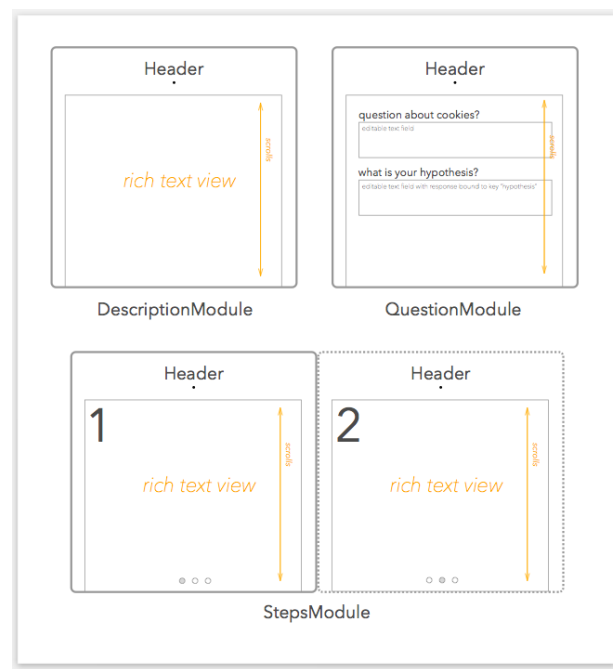 Header
scrolls
rich text view
DescriptionModule
Header
question about cookies?
editable text field
scrolls
what is your hypothesis?
editable text field with response bound to key "hypothesis"
QuestionModule
Header
1
scrolls
rich text view
Header
2
scrolls
rich text view
StepsModule